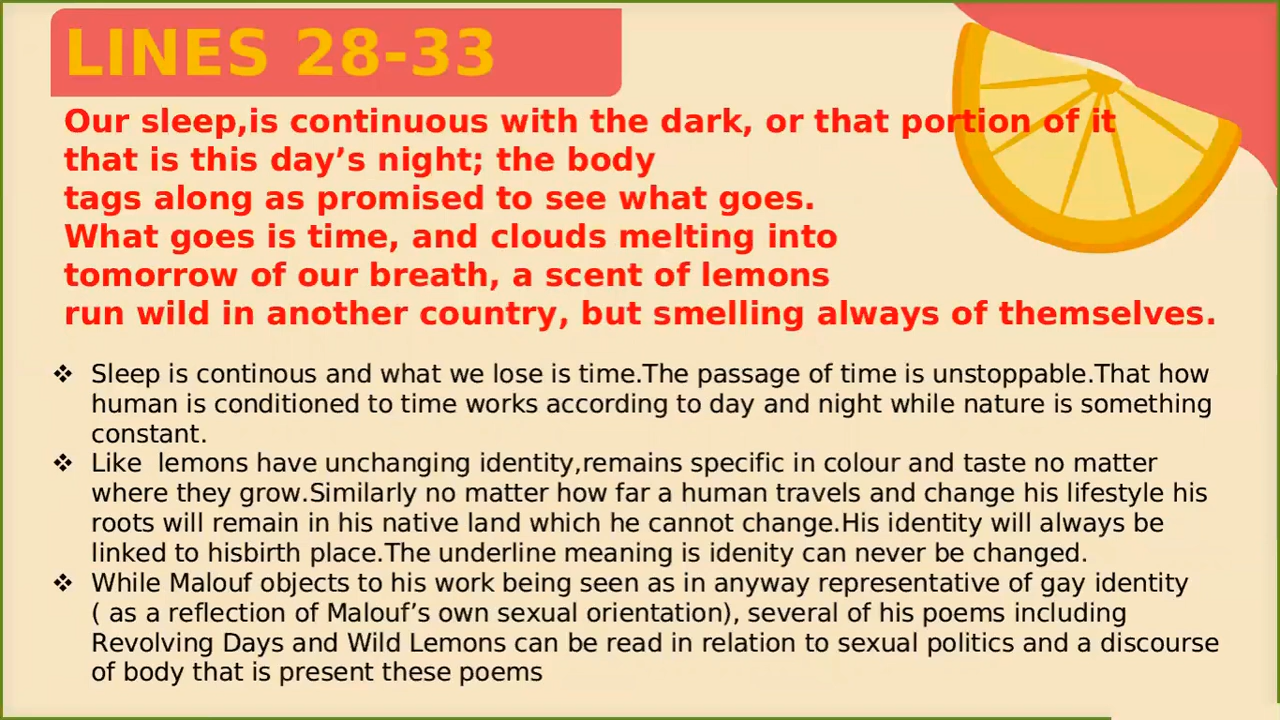 LINES 28-33
Our sleep,is continuous with the dark, or that portion of it
that is this day’s night; the body
tags along as promised to see what goes.
What goes is time, and clouds melting into
tomorrow of our breath, a scent of lemons
run wild in another country, but smelling always of themselves.
❖ Sleep is continous and what we lose is time.The passage of time is unstoppable.That how
human is conditioned to time works according to day and night while nature is something
constant.
❖ Like lemons have unchanging identity,remains specific in colour and taste no matter
where they grow.Similarly no matter how far a human travels and change his lifestyle his
roots will remain in his native land which he cannot change.His identity will always be
linked to hisbirth place.The underline meaning is idenity can never be changed.
❖ While Malouf objects to his work being seen as in anyway representative of gay identity
( as a reflection of Malouf’s own sexual orientation), several of his poems including
Revolving Days and Wild Lemons can be read in relation to sexual politics and a discourse
of body that is present these poems